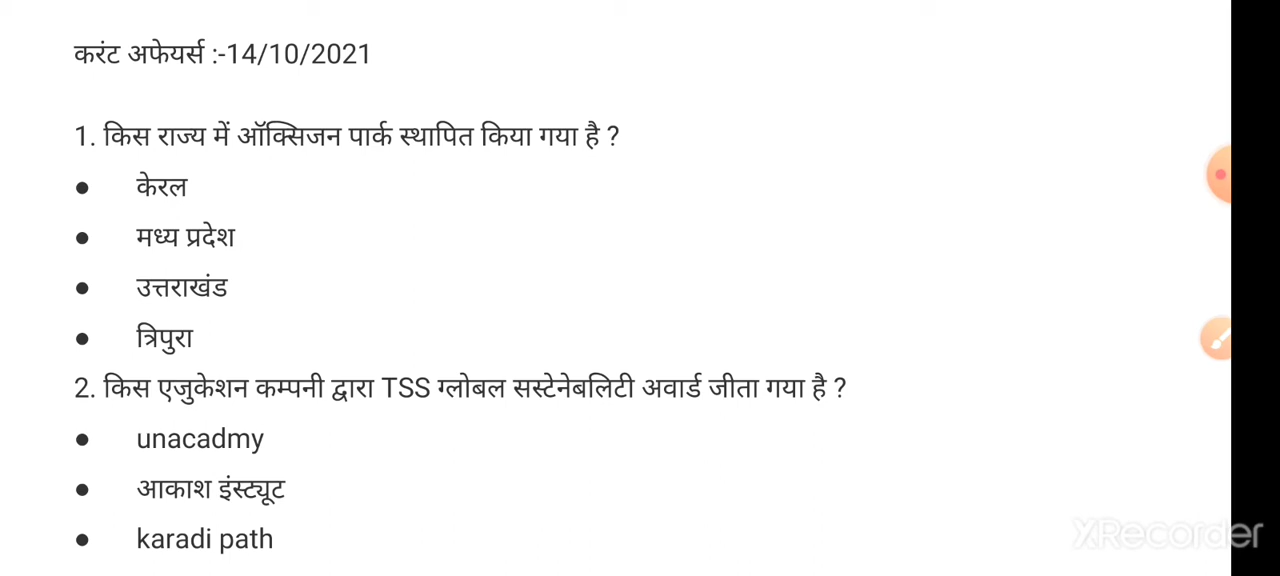 करंट अफेयर्स :-14/10/2021
1. किस राज्य में ऑक्सिजन पार्क स्थापित किया गया है ?
● केरल
● मध्य प्रदेश
● उत्तराखंड
● त्रिपुरा
2. किस एजुकेशन कम्पनी द्वारा TSS ग्लोबल सस्टेनेबलिटी अवार्ड जीता गया है ?
● unacadmy
● आकाश इंस्ट्यूट
● karadi path
XRecorder